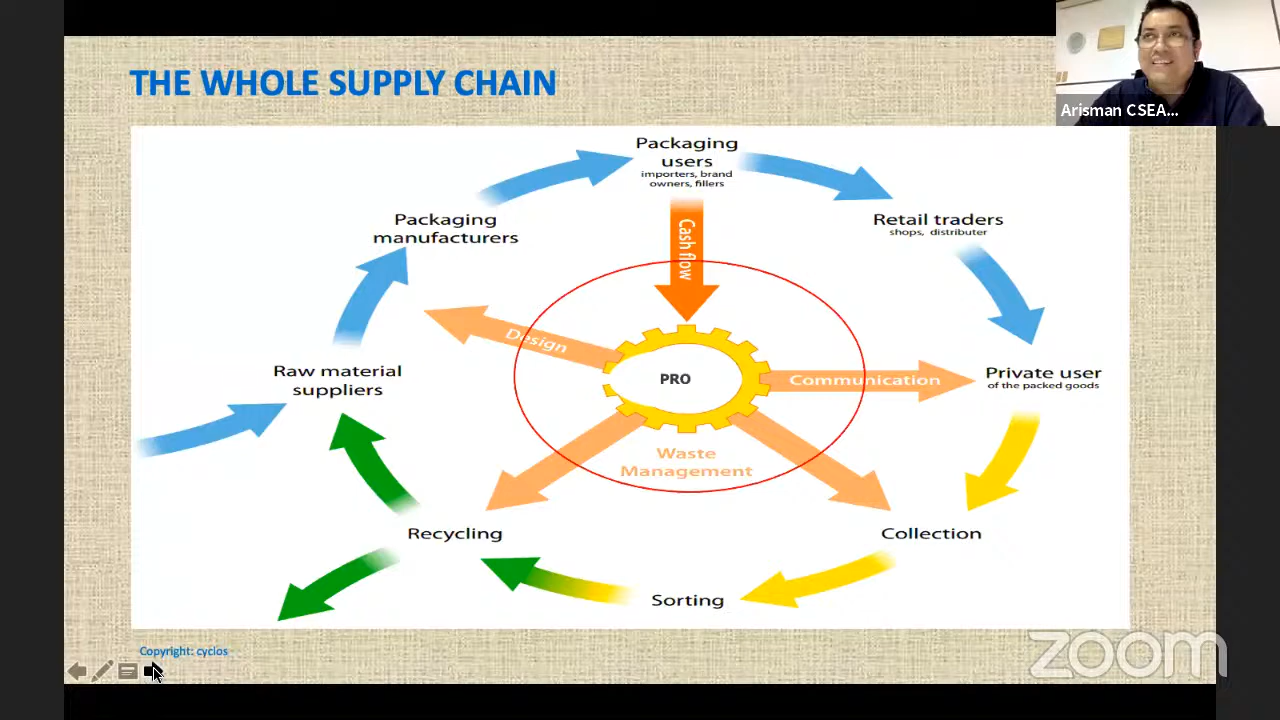 THE WHOLE SUPPLY CHAIN
Arisman CSEA...
Packaging
users
importers, brand
owners, fillers
Packaging
manufacturers
Retail traders
shops, distributer
Cash flow
Design
Raw material
suppliers
PRO
Communication
Private user
of the packed goods
Waste
Management
Recycling
Collection
Sorting
Copyright: cyclos
zoom